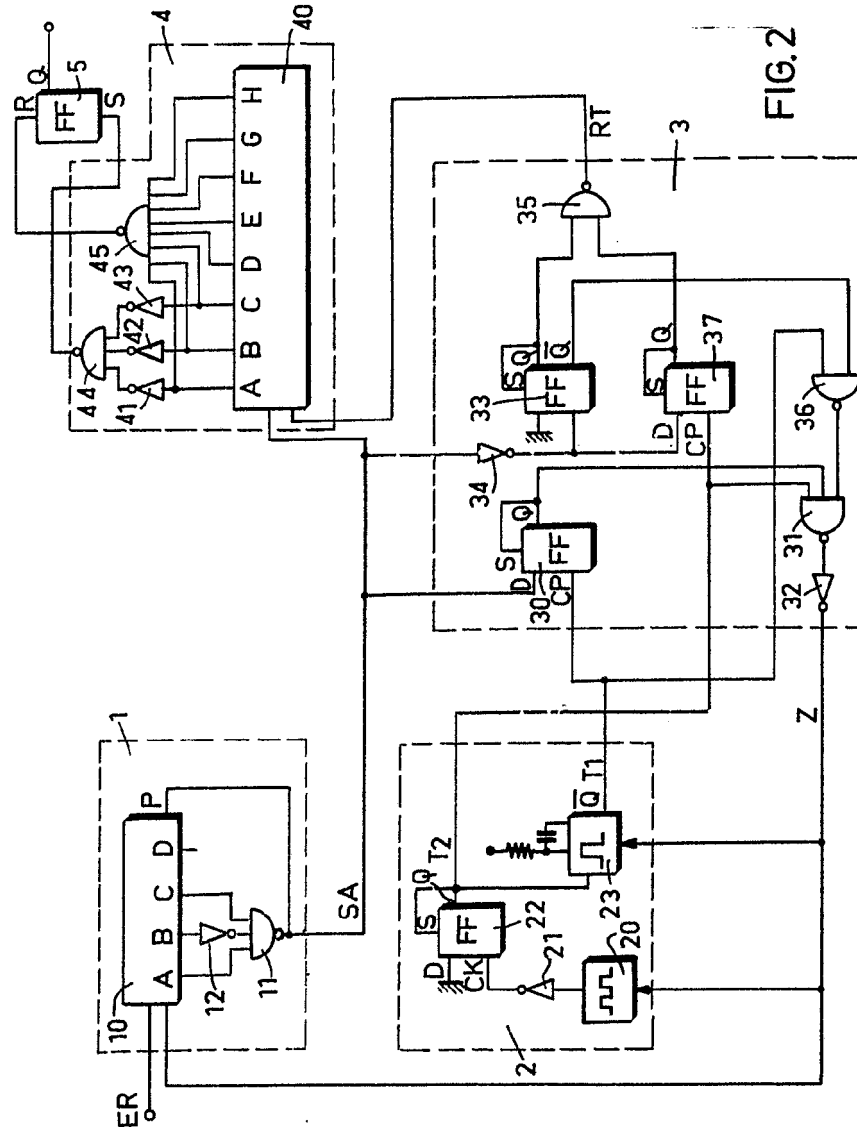 FIG. 2
ER
1
10
A
B
C
D
P
12
11
SA
IR
Q
FF
5
S
4
40
44
45
41
42
43
A
B
C
D
E
F
G
H
RT
2
D
S
Q
T2
FF
CK
22
21
20
23
Q
T1
Z
3
S
Q
D
CP
30
FF
34
S
Q
Q
FF
33
35
D
S
Q
FF
CP
37
36
31
32